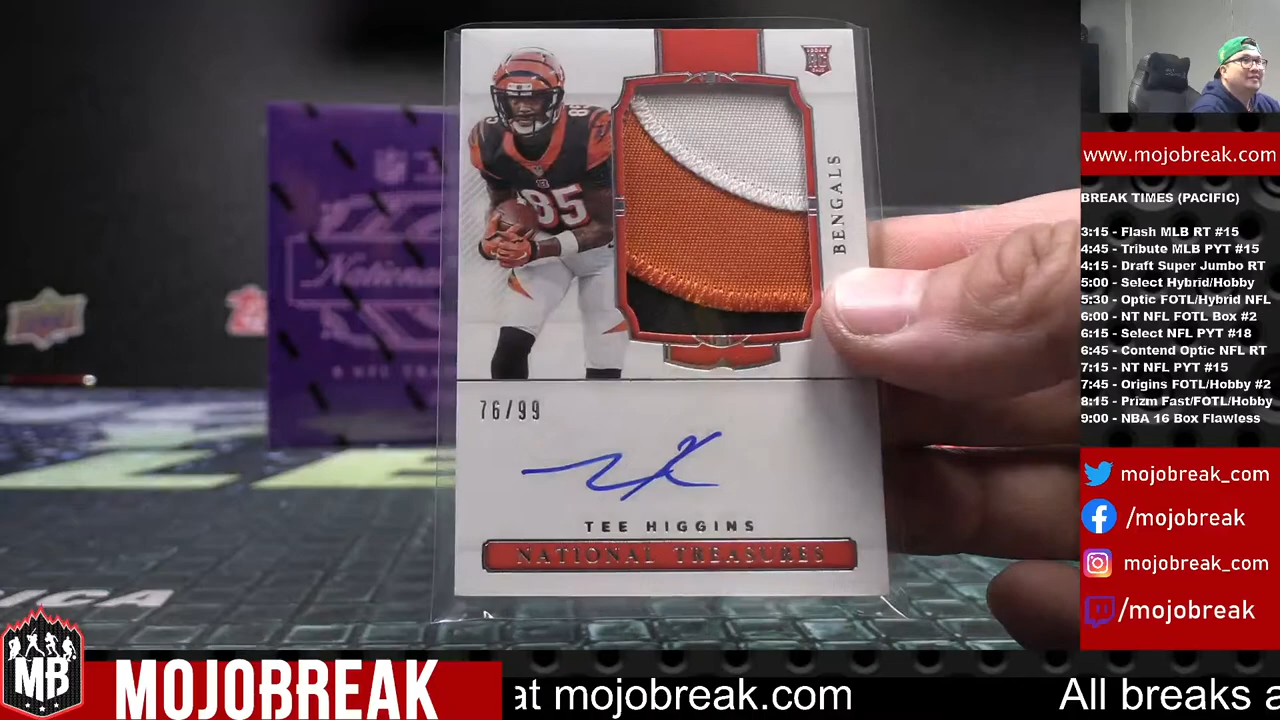 RC
85
85
BENGALS
76/99
TEE HIGGINS
NATIONAL TREASURES
National
www.mojobreak.com
BREAK TIMES (PACIFIC)
3:15 - Flash MLB RT #15
4:45 - Tribute MLB PYT #15
4:15 - Draft Super Jumbo RT
5:00 - Select Hybrid/Hobby
5:30 - Optic FOTL/Hybrid NFL
6:00 - NT NFL FOTL Box #2
6:15 - Select NFL PYT #18
6:45 - Contend Optic NFL RT
7:15 - NT NFL PYT #15
7:45 - Origins FOTL/Hobby #2
8:15 - Prizm Fast/FOTL/Hobby
9:00 - NBA 16 Box Flawless
mojobreak_com
/mojobreak
mojobreak_com
/mojobreak
MB
MOJOBREAK
at mojobreak.com
All breaks a